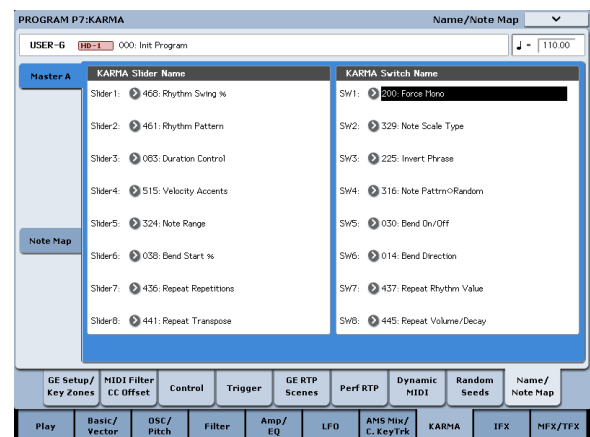 PROGRAM P7:KARMA Name/Note Map
USER-G HD-1 000: Init Program ♩ = 110.00
Master A
Note Map
KARMA Slider Name
Slider1: 468: Rhythm Swing %
Slider2: 461: Rhythm Pattern
Slider3: 083: Duration Control
Slider4: 515: Velocity Accents
Slider5: 324: Note Range
Slider6: 038: Bend Start %
Slider7: 436: Repeat Repetitions
Slider8: 441: Repeat Transpose
KARMA Switch Name
SW1: 200: Force Mono
SW2: 329: Note Scale Type
SW3: 225: Invert Phrase
SW4: 316: Note Pattrn◇Random
SW5: 030: Bend On/Off
SW6: 014: Bend Direction
SW7: 437: Repeat Rhythm Value
SW8: 445: Repeat Volume/Decay
GE Setup/ Key Zones
MIDI Filter CC Offset
Control
Trigger
GE RTP Scenes
Perf RTP
Dynamic MIDI
Random Seeds
Name/ Note Map
Play
Basic/ Vector
OSC/ Pitch
Filter
Amp/ EQ
LFO
AMS Mix/ C. KeyTrk
KARMA
IFX
MFX/TFX